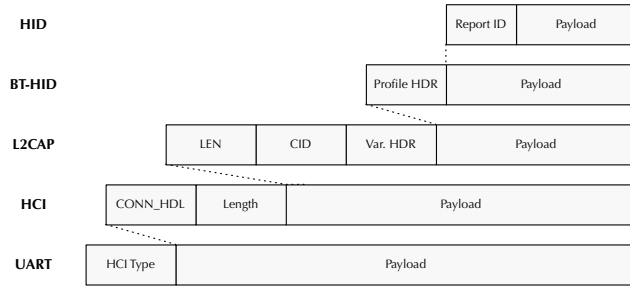 HID Report ID Payload
BT-HID Profile HDR Payload
L2CAP LEN CID Var. HDR Payload
HCI CONN_HDL Length Payload
UART HCI Type Payload